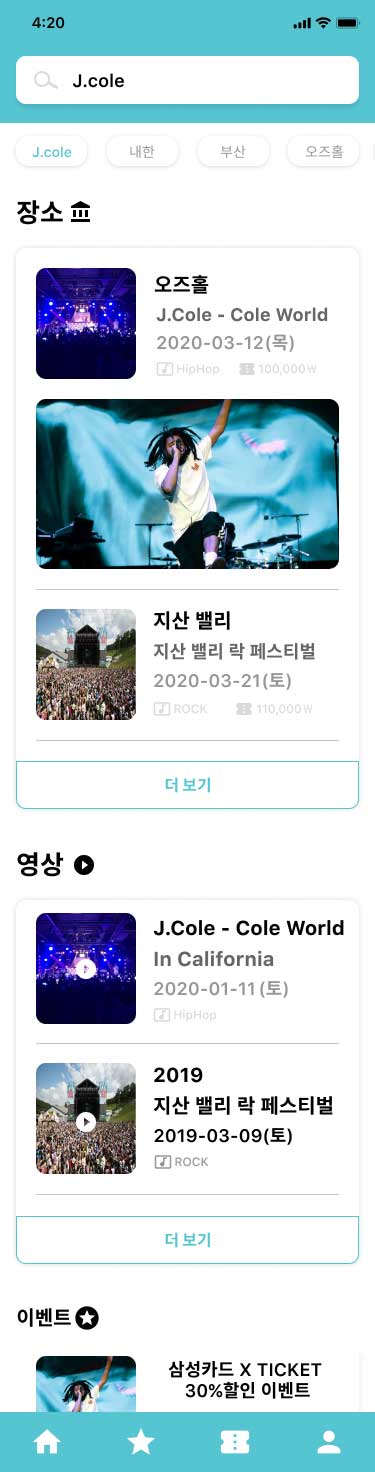 4:20
J.cole
J.cole
내한
부산
오즈홀
장소
오즈홀
J.Cole - Cole World
2020-03-12(목)
HipHop 100,000₩
지산 밸리
지산 밸리 락 페스티벌
2020-03-21(토)
ROCK 110,000₩
더 보기
영상
J.Cole - Cole World
In California
2020-01-11(토)
HipHop
2019
지산 밸리 락 페스티벌
2019-03-09(토)
ROCK
더 보기
이벤트
삼성카드 X TICKET
30%할인 이벤트